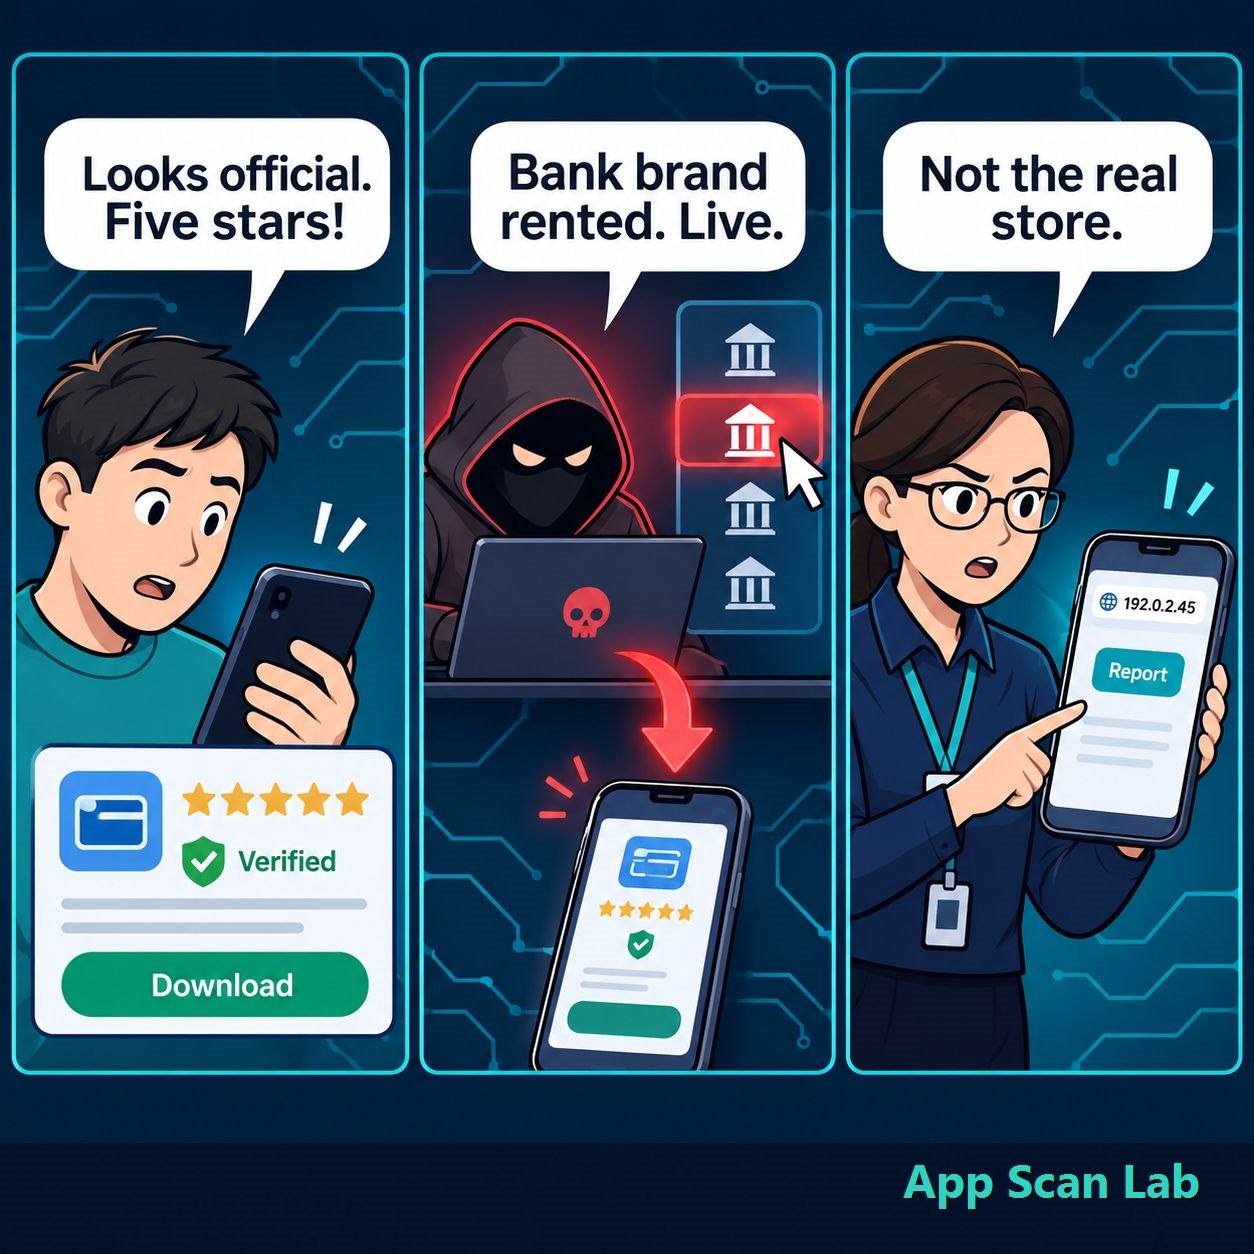 Looks official.
Five stars!
Verified
Download
Bank brand
rented. Live.
Not the real
store.
192.0.2.45
Report
App Scan Lab